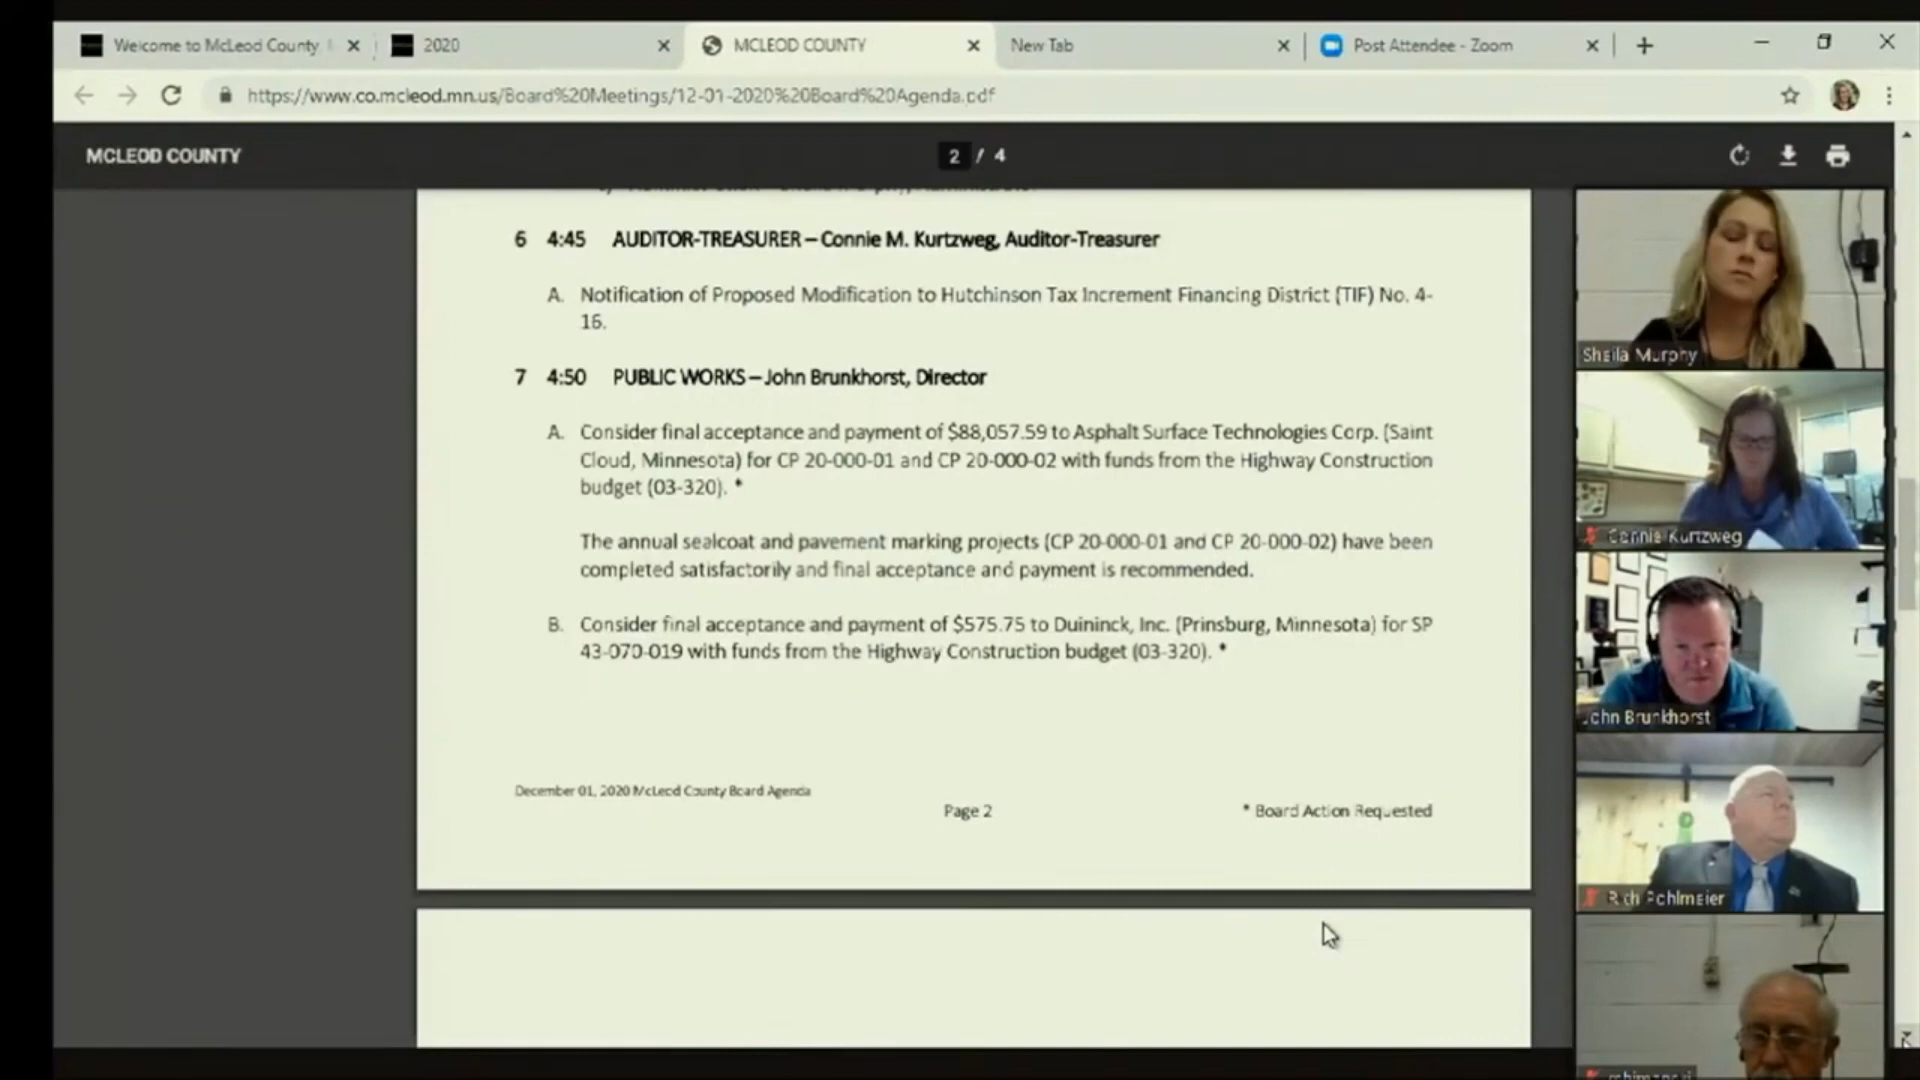 Welcome to McLeod County
2020
MCLEOD COUNTY
New Tab
Post Attendee - Zoom
https://www.co.mcleod.mn.us/Board%20Meetings/12-01-2020%20Board%20Agenda.pdf
MCLEOD COUNTY
2 / 4
6 4:45 AUDITOR-TREASURER – Connie M. Kurtzweg, Auditor-Treasurer
A. Notification of Proposed Modification to Hutchinson Tax Increment Financing District (TIF) No. 4-
16.
7 4:50 PUBLIC WORKS – John Brunkhorst, Director
A. Consider final acceptance and payment of $88,057.59 to Asphalt Surface Technologies Corp. (Saint
Cloud, Minnesota) for CP 20-000-01 and CP 20-000-02 with funds from the Highway Construction
budget (03-320). *
The annual sealcoat and pavement marking projects (CP 20-000-01 and CP 20-000-02) have been
completed satisfactorily and final acceptance and payment is recommended.
B. Consider final acceptance and payment of $575.75 to Duininck, Inc. (Prinsburg, Minnesota) for SP
43-070-019 with funds from the Highway Construction budget (03-320). *
December 01, 2020 McLeod County Board Agenda
Page 2
* Board Action Requested
Sheila Murphy
Connie Kurtzweg
John Brunkhorst
Rich Pohlmeier